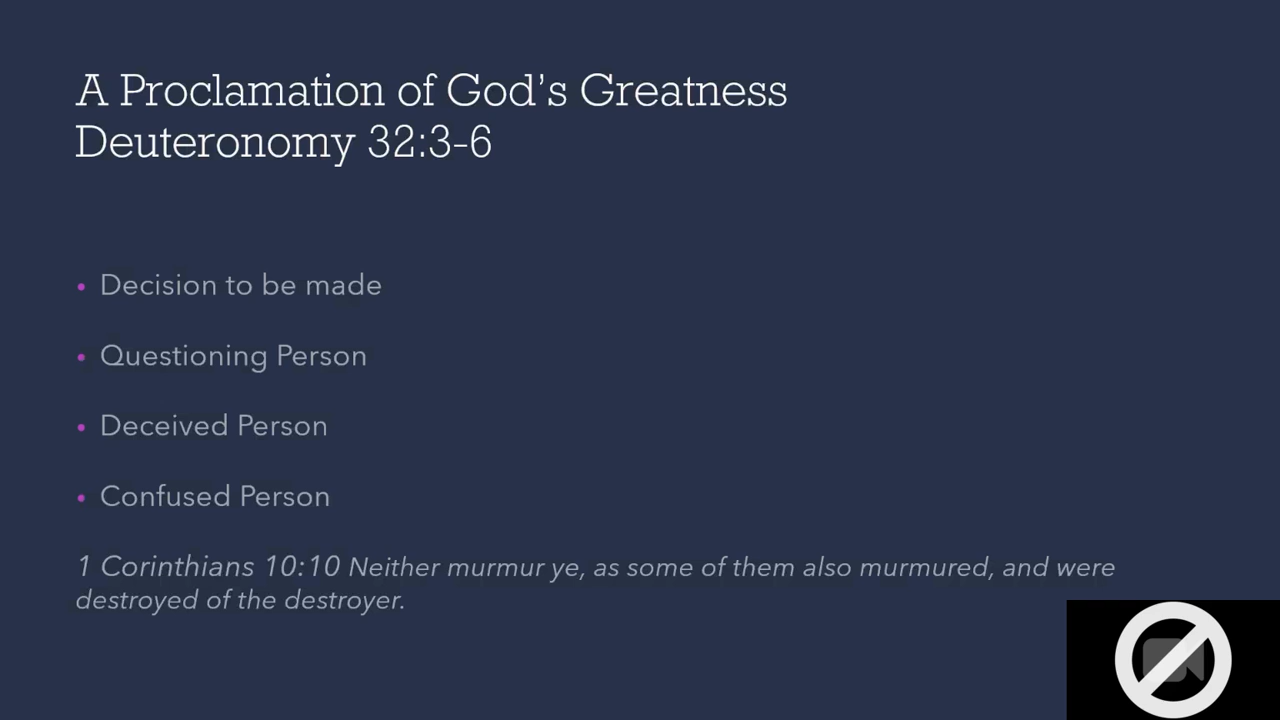 A Proclamation of God’s Greatness
Deuteronomy 32:3-6
• Decision to be made
• Questioning Person
• Deceived Person
• Confused Person
1 Corinthians 10:10 Neither murmur ye, as some of them also murmured, and were
destroyed of the destroyer.